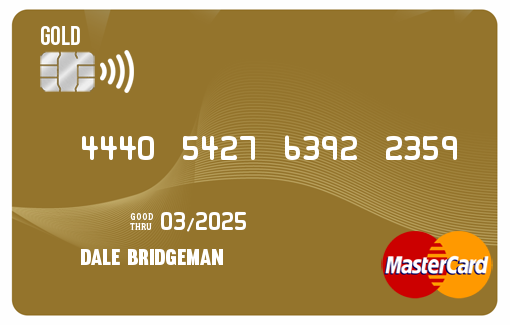 GOLD
4440 5427 6392 2359
GOOD
THRU 03/2025
DALE BRIDGEMAN
MasterCard